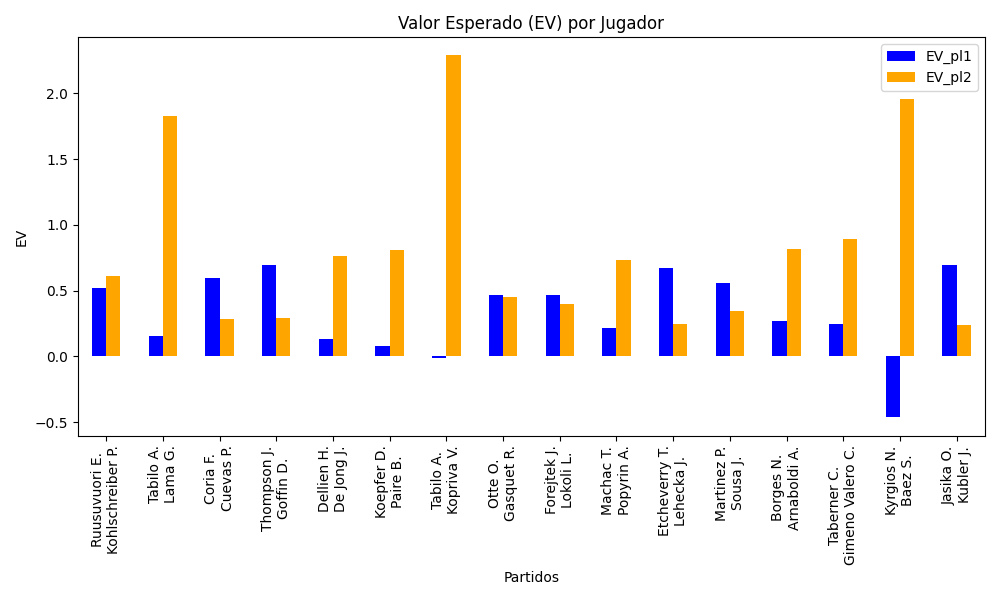 Valor Esperado (EV) por Jugador
EV_pl1
EV_pl2
EV
2.0
1.5
1.0
0.5
0.0
−0.5
Ruusuvuori E.
Kohlschreiber P.
Tabilo A.
Lama G.
Coria F.
Cuevas P.
Thompson J.
Goffin D.
Dellien H.
De Jong J.
Koepfer D.
Paire B.
Tabilo A.
Kopriva V.
Otte O.
Gasquet R.
Forejtek J.
Lokoli L.
Machac T.
Popyrin A.
Etcheverry T.
Lehecka J.
Martinez P.
Sousa J.
Borges N.
Arnaboldi A.
Taberner C.
Gimeno Valero C.
Kyrgios N.
Baez S.
Jasika O.
Kubler J.
Partidos